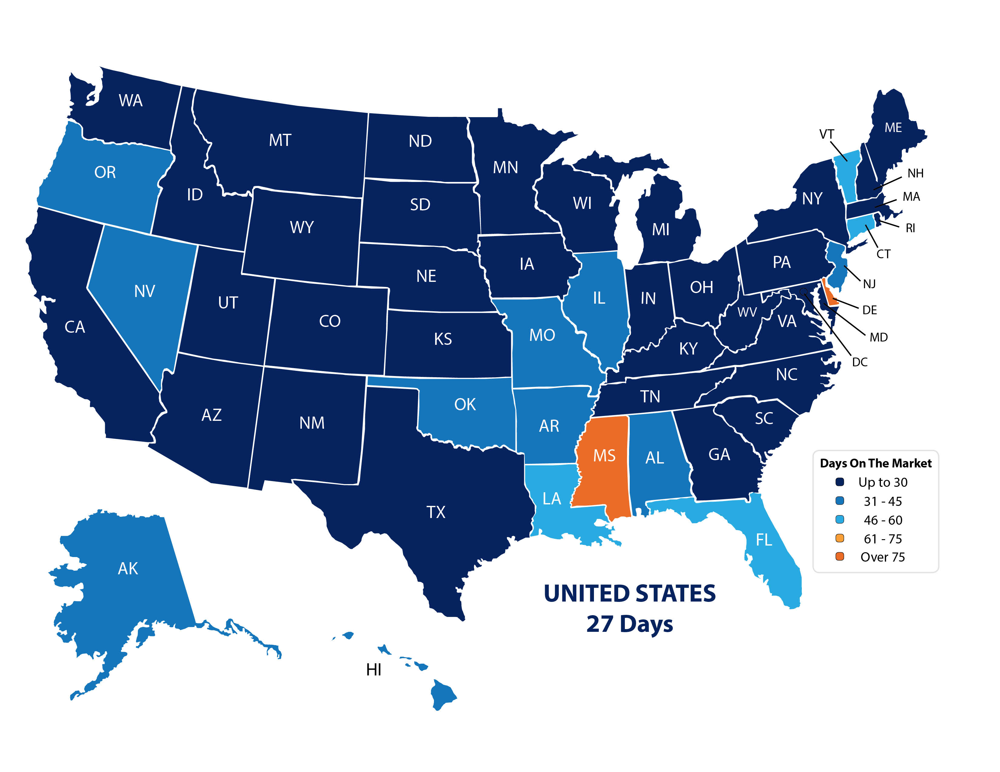 WA
MT
ND
MN
ME
VT
OR
ID
SD
WI
NY
NH
MA
WY
MI
RI
CT
IA
PA
NE
OH
NJ
NV
UT
IL
IN
WV
DE
CA
CO
KS
MO
VA
MD
KY
DC
NC
TN
OK
AZ
NM
AR
SC
MS
AL
GA
LA
TX
FL
AK
HI
Days On The Market
Up to 30
31 - 45
46 - 60
61 - 75
Over 75
UNITED STATES
27 Days